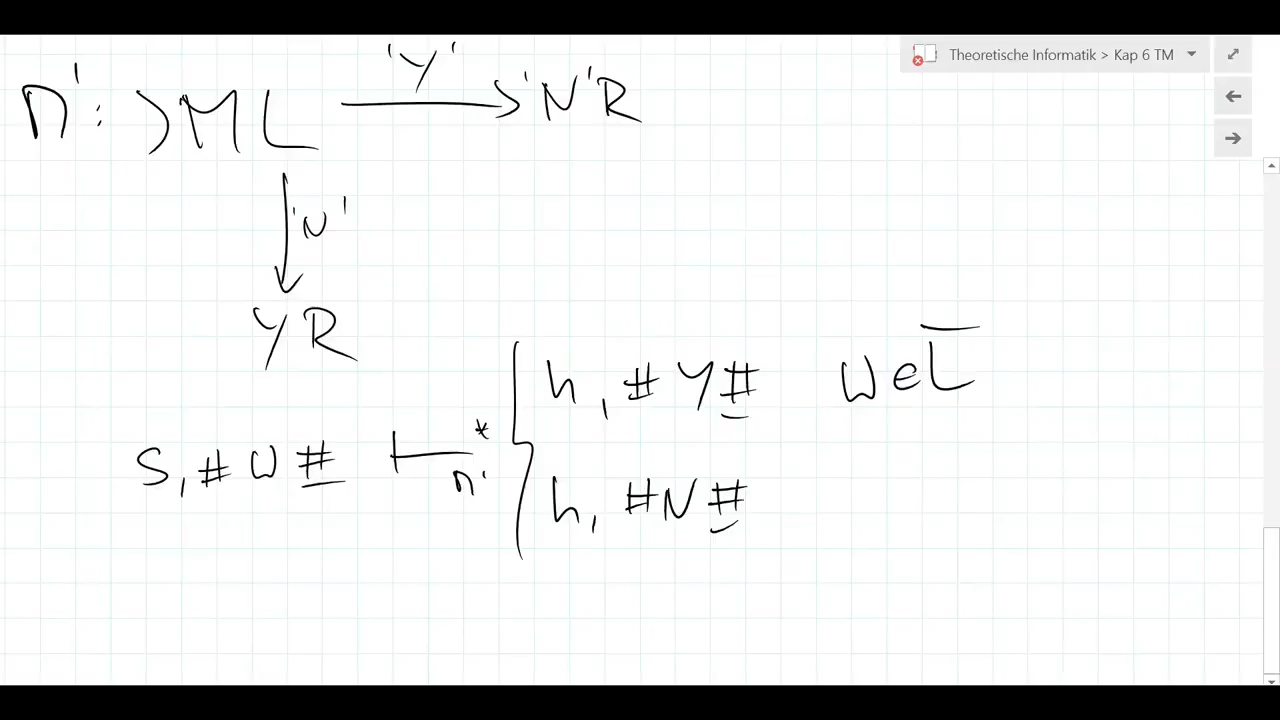 Theoretische Informatik > Kap 6 TM
M': >ML 'Y' > 'N'R
'N'
YR
h, #Y# W ∈ L̅
S, #W# ⊢* M'
h, #N#